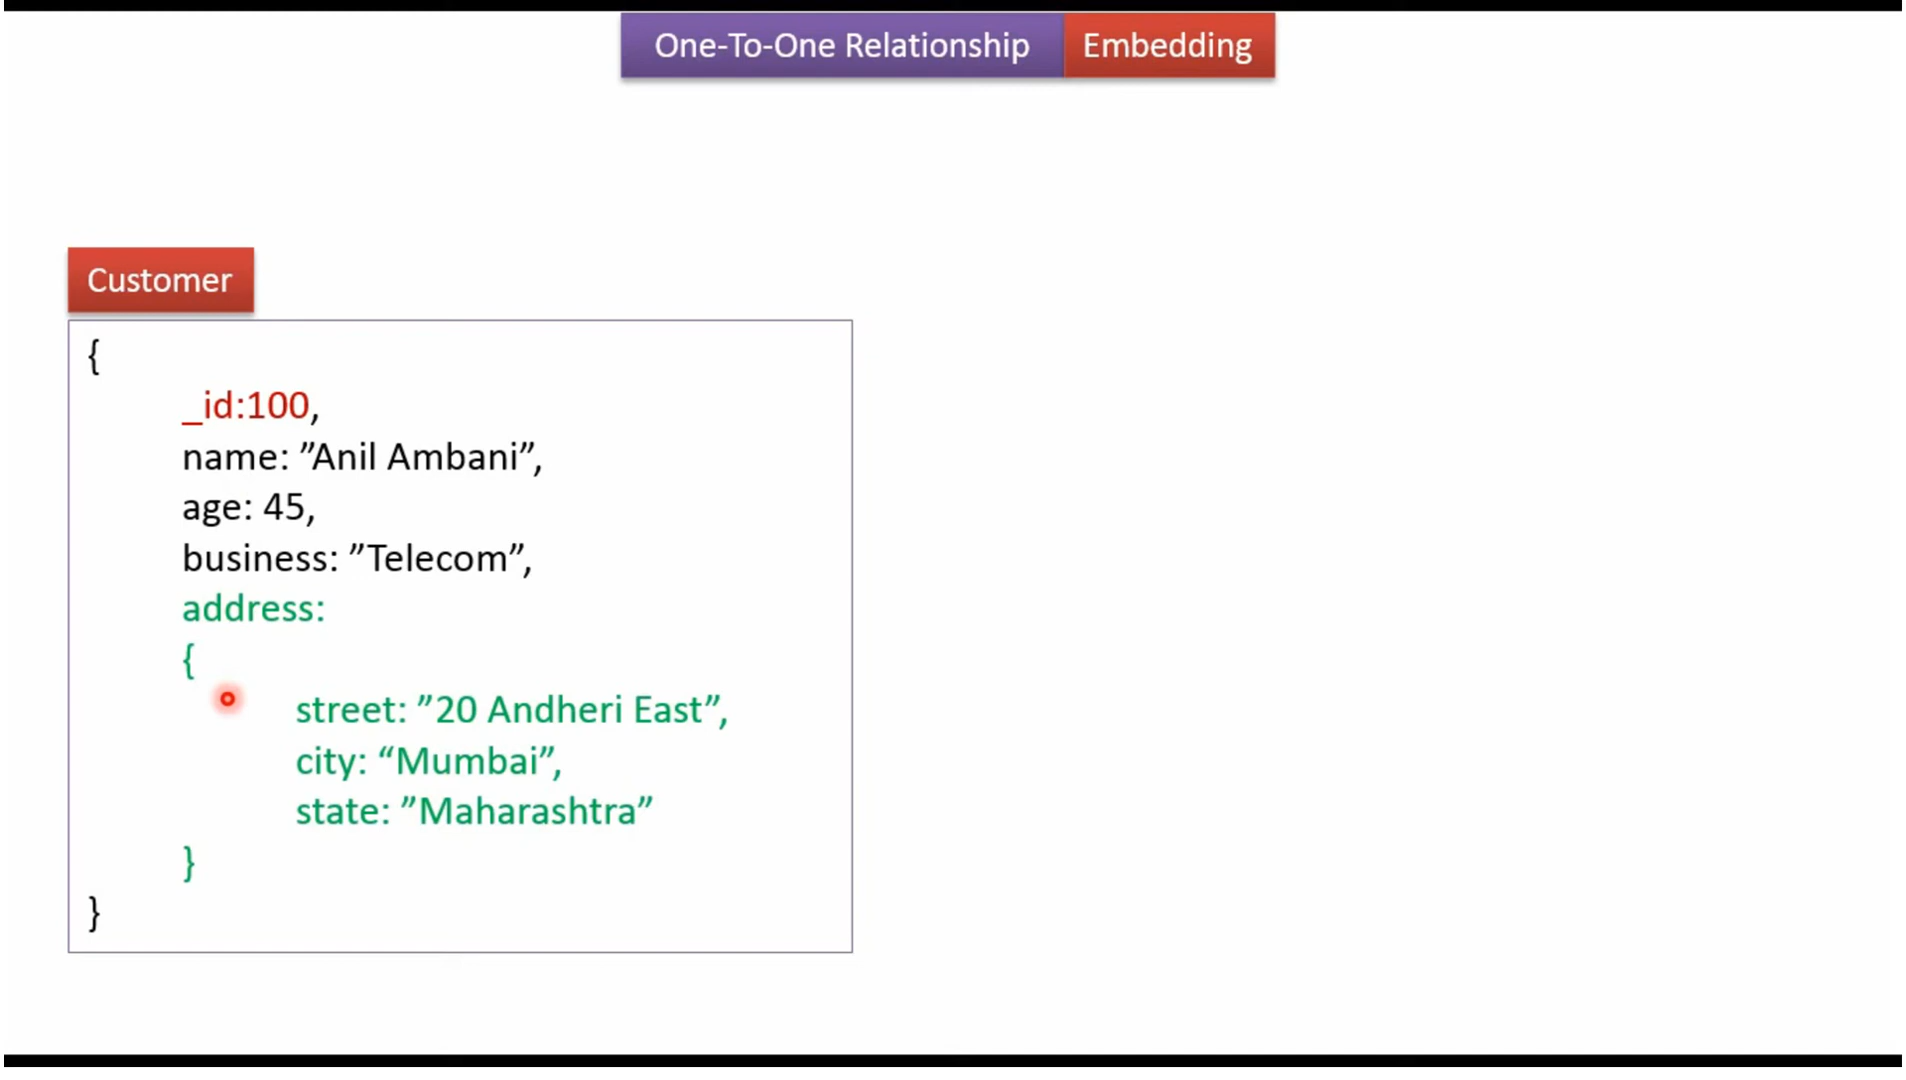 One-To-One Relationship Embedding
Customer
{
_id:100,
name: ”Anil Ambani”,
age: 45,
business: ”Telecom”,
address:
{
street: ”20 Andheri East”,
city: “Mumbai”,
state: ”Maharashtra”
}
}